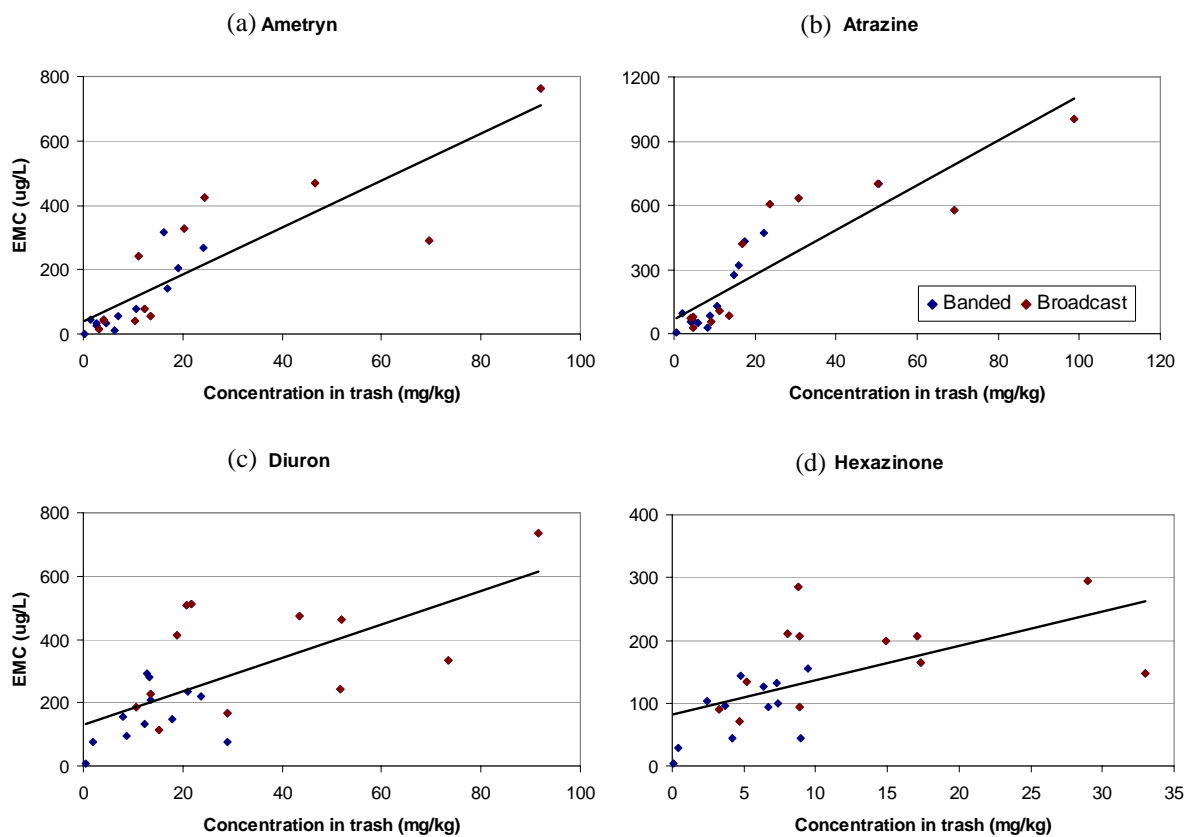 (a) Ametryn
(b) Atrazine
800
600
400
200
0
EMC (ug/L)
0 20 40 60 80 100
Concentration in trash (mg/kg)
1200
900
600
300
0
Banded Broadcast
0 20 40 60 80 100 120
Concentration in trash (mg/kg)
(c) Diuron
(d) Hexazinone
800
600
400
200
0
EMC (ug/L)
0 20 40 60 80 100
Concentration in trash (mg/kg)
400
300
200
100
0
0 5 10 15 20 25 30 35
Concentration in trash (mg/kg)